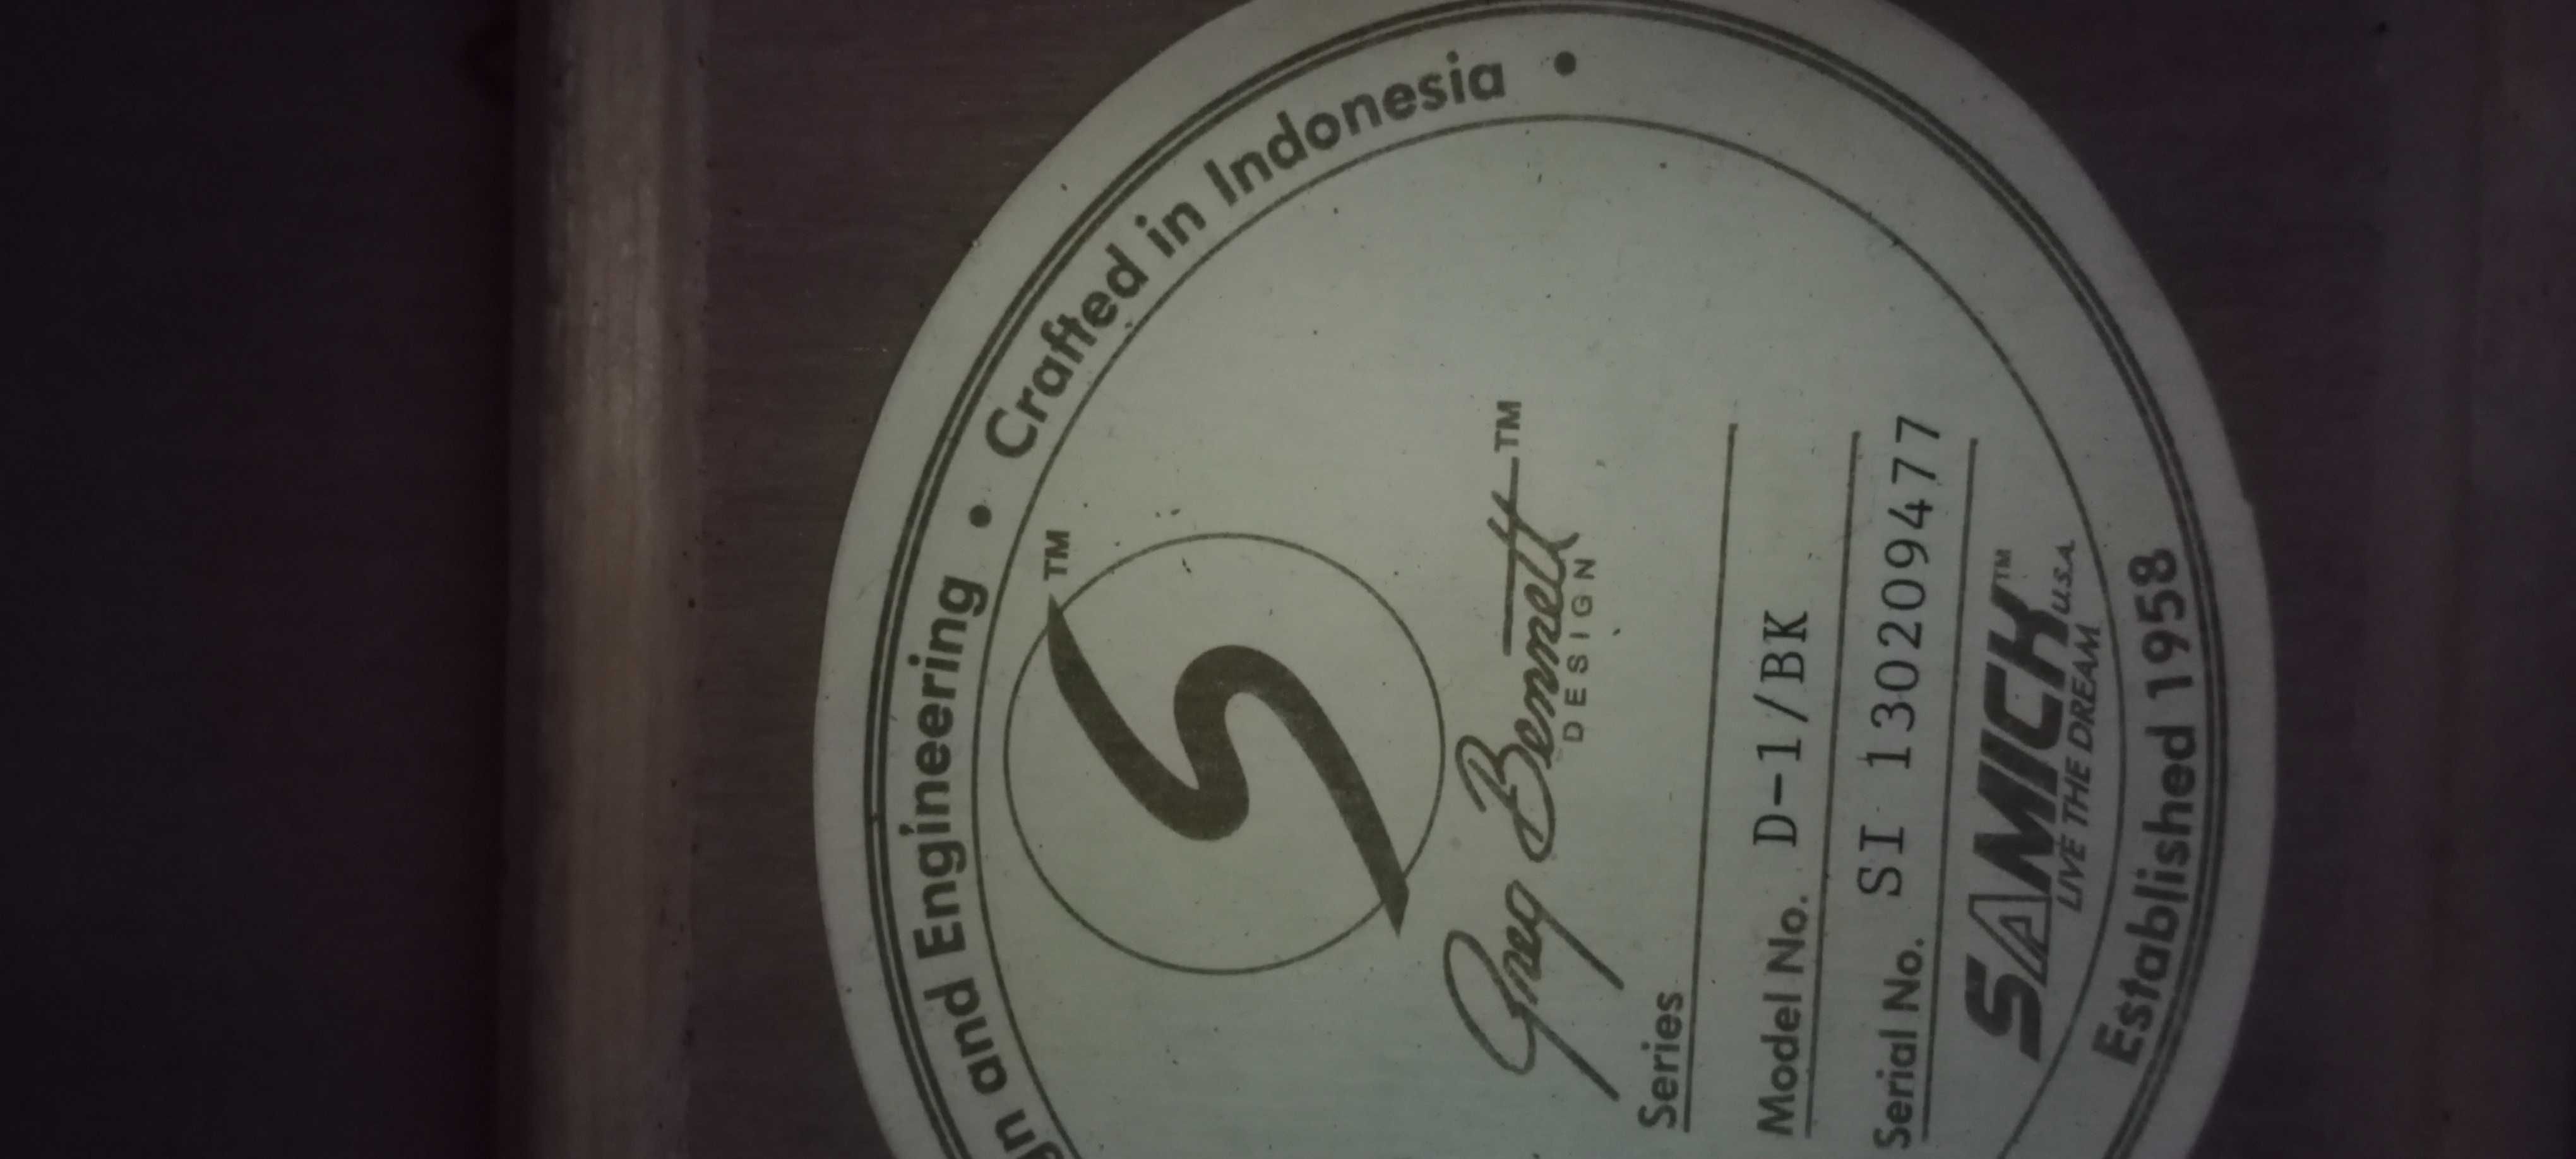 and Engineering • Crafted in Indonesia •
S TM
Greg Bennett TM
DESIGN
Series
Model No. D-1/BK
Serial No. SI 130209477
SAMICK TM
LIVE THE DREAM U.S.A.
Established 1958